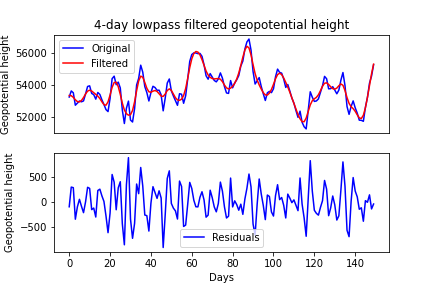 4-day lowpass filtered geopotential height
Geopotential height
56000
54000
52000
Original
Filtered
Geopotential height
500
0
−500
Residuals
0 20 40 60 80 100 120 140
Days